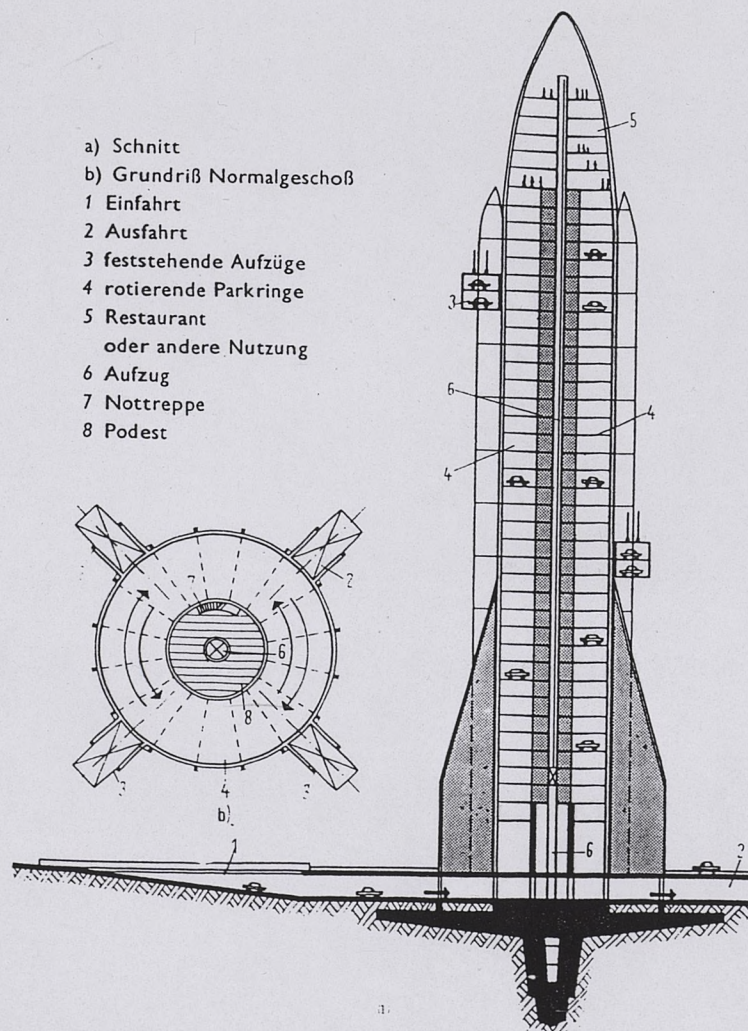 a) Schnitt
b) Grundriß Normalgeschoß
1 Einfahrt
2 Ausfahrt
3 feststehende Aufzüge
4 rotierende Parkringe
5 Restaurant
oder andere Nutzung
6 Aufzug
7 Nottreppe
8 Podest
5
3
6
4
4
2
7
6
8
3
4
3
b)
1
6
2